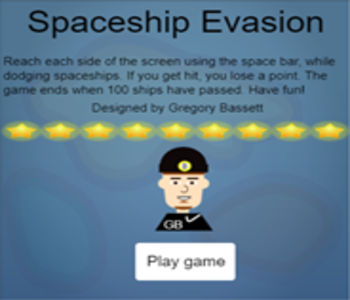 Spaceship Evasion
Reach each side of the screen using the space bar, while
dodging spaceships. If you get hit, you lose a point. The
game ends when 100 ships have passed. Have fun!
Designed by Gregory Bassett
GB
Play game